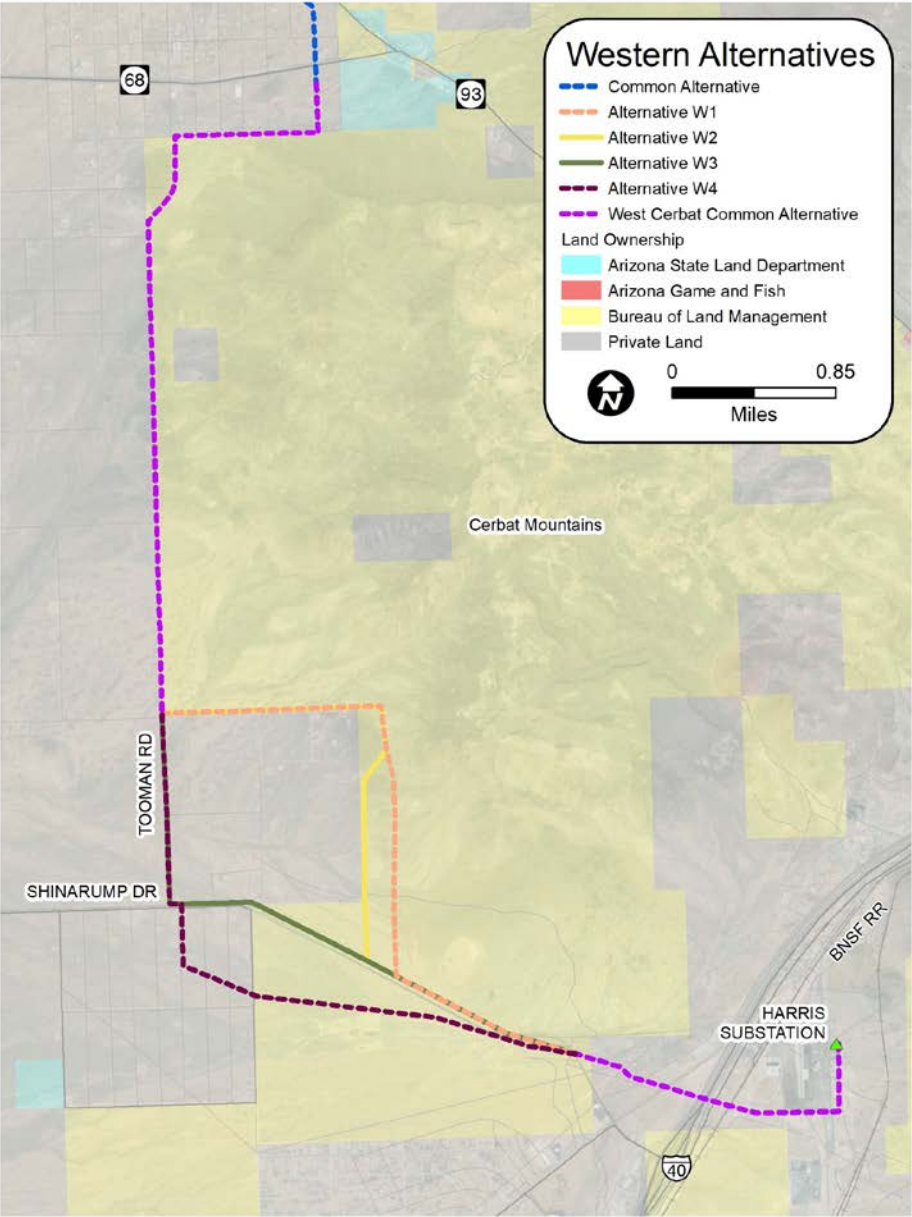 68
93
Western Alternatives
Common Alternative
Alternative W1
Alternative W2
Alternative W3
Alternative W4
West Cerbat Common Alternative
Land Ownership
Arizona State Land Department
Arizona Game and Fish
Bureau of Land Management
Private Land
N
0 0.85
Miles
Cerbat Mountains
TOOMAN RD
SHINARUMP DR
BNSF RR
HARRIS
SUBSTATION
40